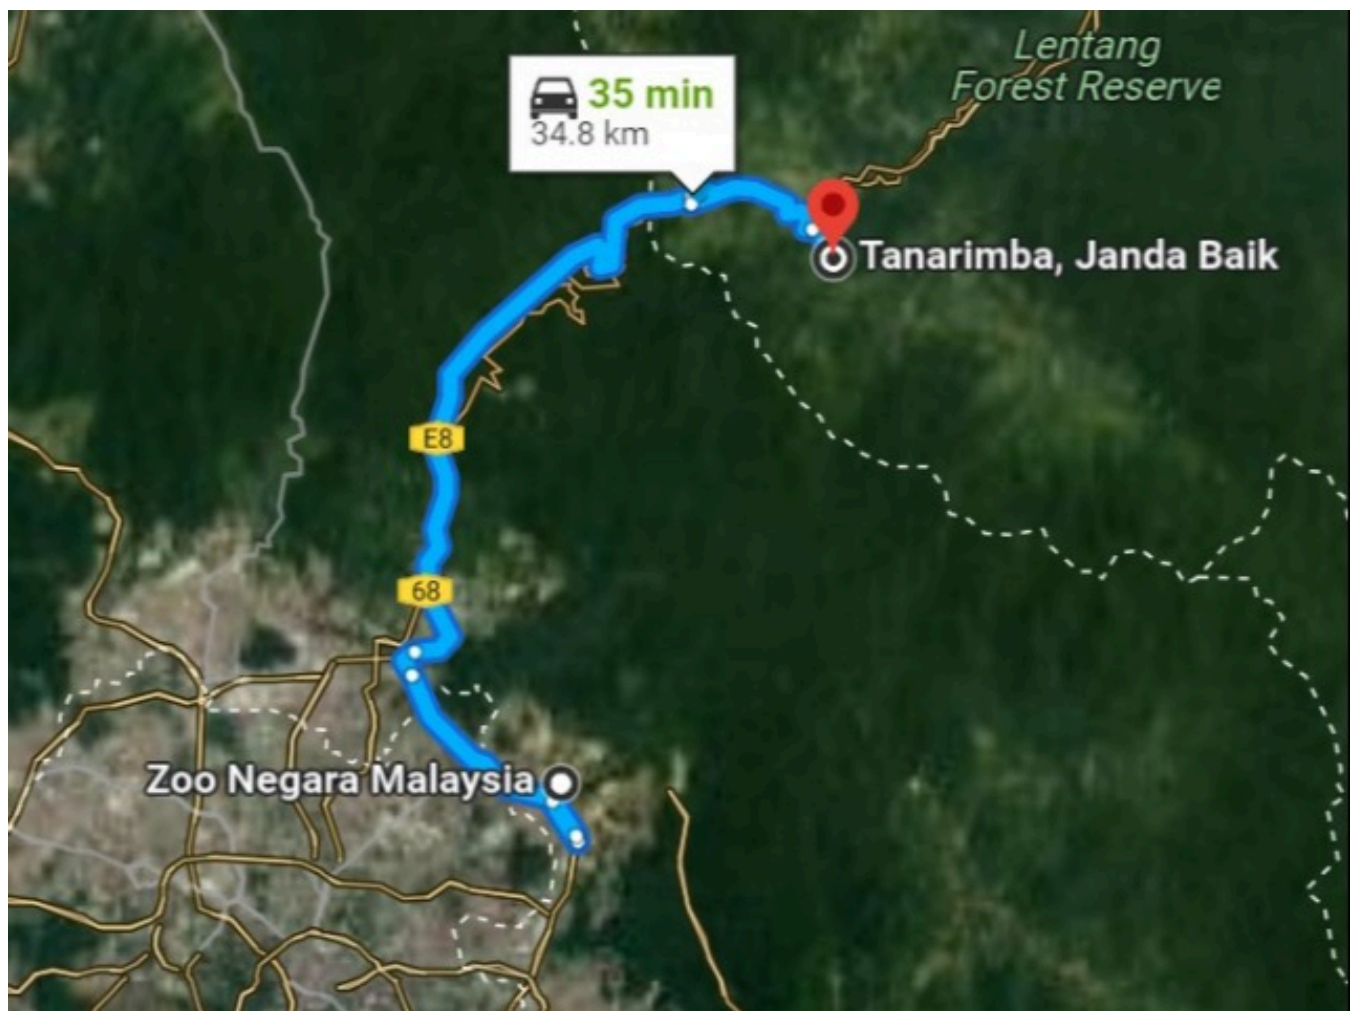 Lentang
Forest Reserve
35 min
34.8 km
Tanarimba, Janda Baik
E8
68
Zoo Negara Malaysia